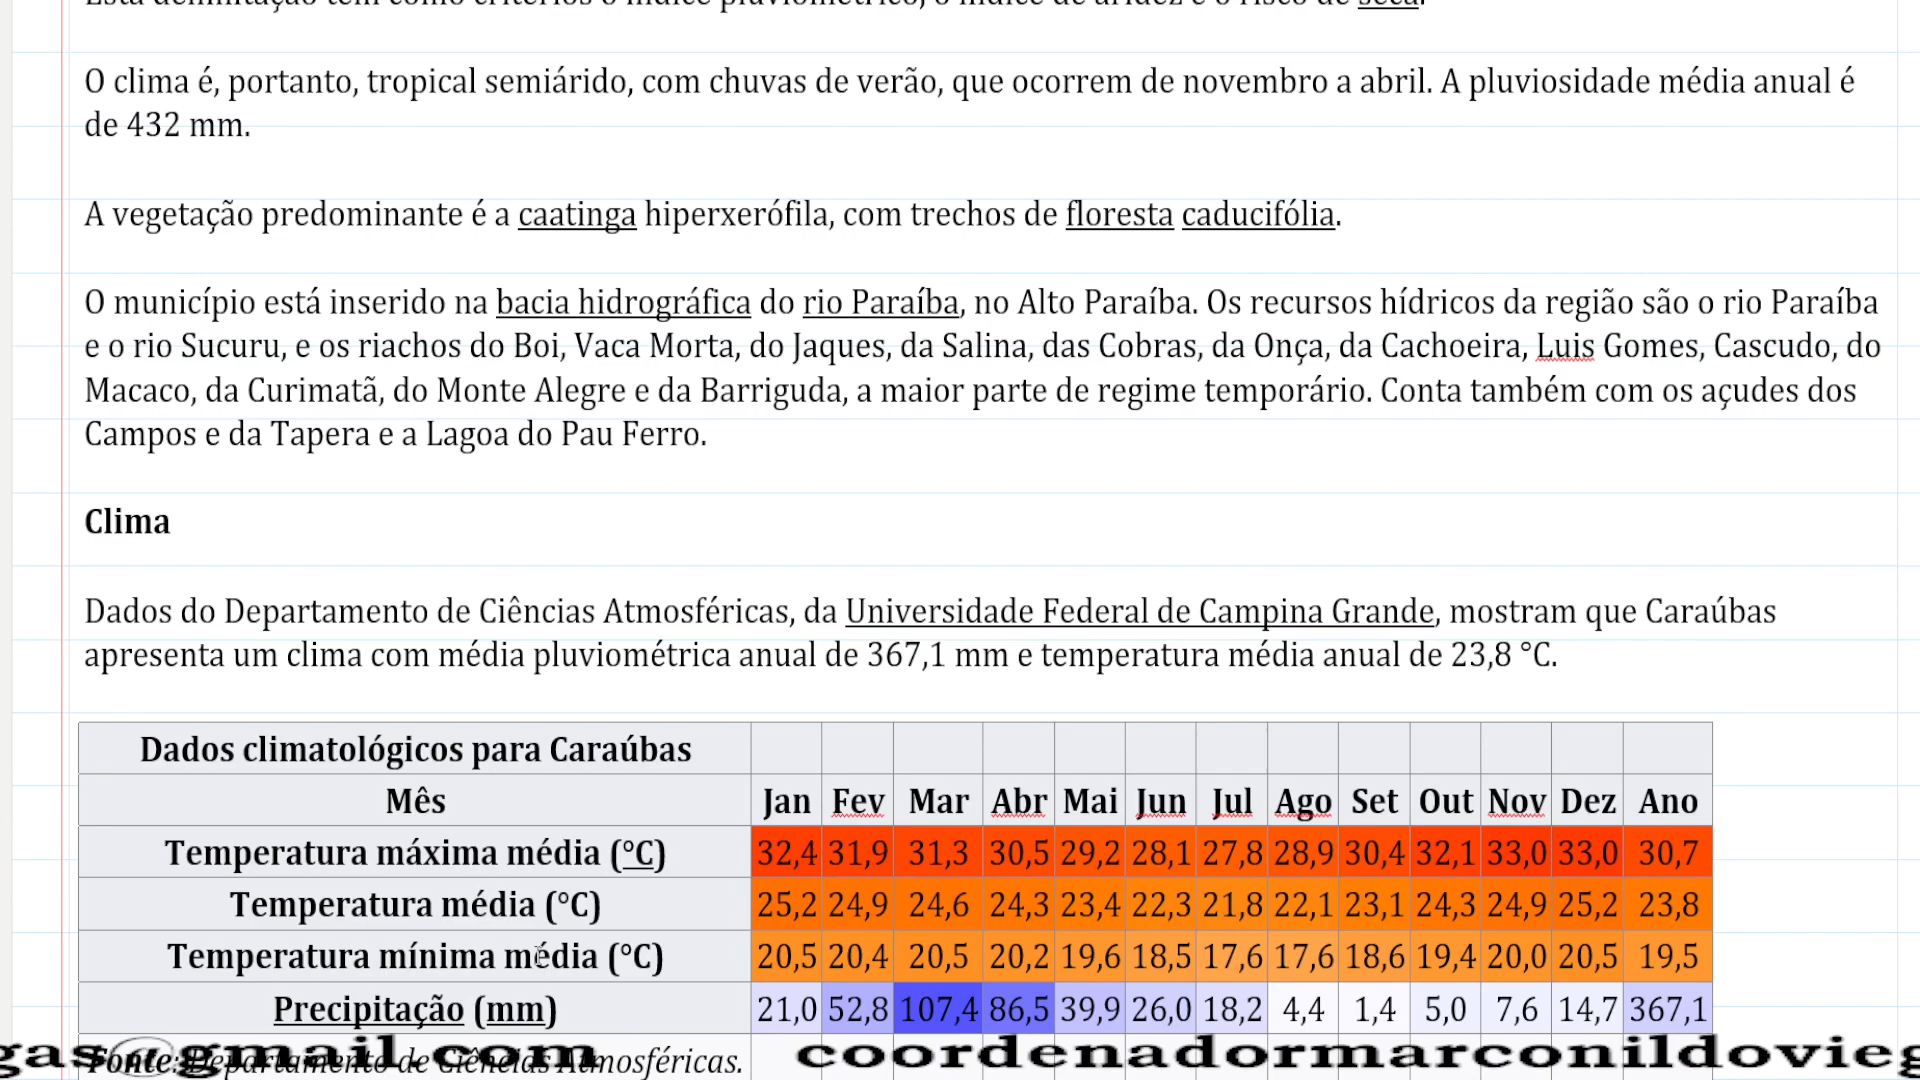 Esta delimitação tem como critérios o índice pluviométrico, o índice de aridez e o risco de seca.
O clima é, portanto, tropical semiárido, com chuvas de verão, que ocorrem de novembro a abril. A pluviosidade média anual é
de 432 mm.
A vegetação predominante é a caatinga hiperxerófila, com trechos de floresta caducifólia.
O município está inserido na bacia hidrográfica do rio Paraíba, no Alto Paraíba. Os recursos hídricos da região são o rio Paraíba
e o rio Sucuru, e os riachos do Boi, Vaca Morta, do Jaques, da Salina, das Cobras, da Onça, da Cachoeira, Luis Gomes, Cascudo, do
Macaco, da Curimatã, do Monte Alegre e da Barriguda, a maior parte de regime temporário. Conta também com os açudes dos
Campos e da Tapera e a Lagoa do Pau Ferro.
Clima
Dados do Departamento de Ciências Atmosféricas, da Universidade Federal de Campina Grande, mostram que Caraúbas
apresenta um clima com média pluviométrica anual de 367,1 mm e temperatura média anual de 23,8 °C.
Dados climatológicos para Caraúbas
Mês Jan Fev Mar Abr Mai Jun Jul Ago Set Out Nov Dez Ano
Temperatura máxima média (°C) 32,4 31,9 31,3 30,5 29,2 28,1 27,8 28,9 30,4 32,1 33,0 33,0 30,7
Temperatura média (°C) 25,2 24,9 24,6 24,3 23,4 22,3 21,8 22,1 23,1 24,3 24,9 25,2 23,8
Temperatura mínima média (°C) 20,5 20,4 20,5 20,2 19,6 18,5 17,6 17,6 18,6 19,4 20,0 20,5 19,5
Precipitação (mm) 21,0 52,8 107,4 86,5 39,9 26,0 18,2 4,4 1,4 5,0 7,6 14,7 367,1
Fonte: Departamento de Ciências Atmosféricas.
gas@gmail.com coordenadormarconildovieg